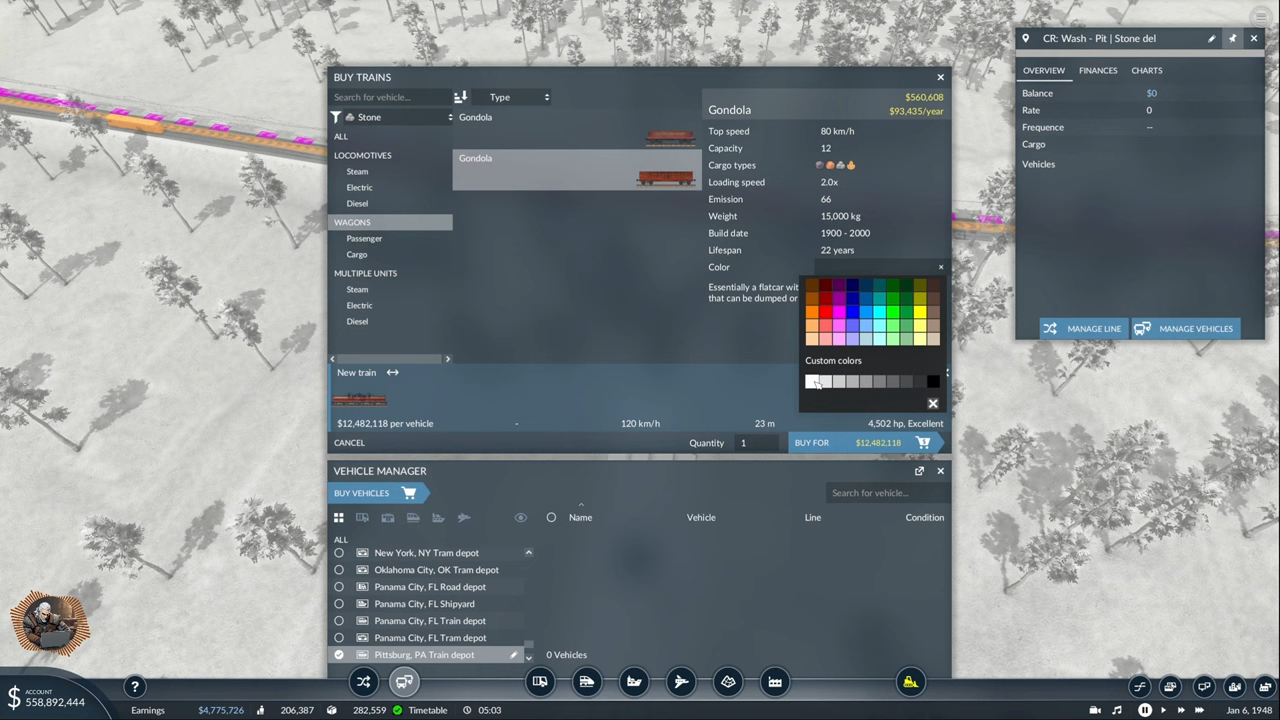 CR: Wash - Pit | Stone del
OVERVIEW FINANCES CHARTS
Balance $0
Rate 0
Frequence --
Cargo
Vehicles
MANAGE LINE MANAGE VEHICLES
BUY TRAINS
Search for vehicle... Type
Stone
ALL
LOCOMOTIVES
Steam
Electric
Diesel
WAGONS
Passenger
Cargo
MULTIPLE UNITS
Steam
Electric
Diesel
Gondola
Gondola
Gondola
$560,608
$93,435/year
Top speed 80 km/h
Capacity 12
Cargo types
Loading speed 2.0x
Emission 66
Weight 15,000 kg
Build date 1900 - 2000
Lifespan 22 years
Color
Essentially a flatcar wit
that can be dumped or
Custom colors
New train
$12,482,118 per vehicle - 120 km/h 23 m 4,502 hp, Excellent
CANCEL Quantity 1 BUY FOR $12,482,118
VEHICLE MANAGER
BUY VEHICLES Search for vehicle...
Name Vehicle Line Condition
ALL
New York, NY Tram depot
Oklahoma City, OK Tram depot
Panama City, FL Road depot
Panama City, FL Shipyard
Panama City, FL Train depot
Panama City, FL Tram depot
Pittsburg, PA Train depot 0 Vehicles
$ ACCOUNT
558,892,444
?
Earnings $4,775,726 206,387 282,559 Timetable 05:03 Jan 6, 1948